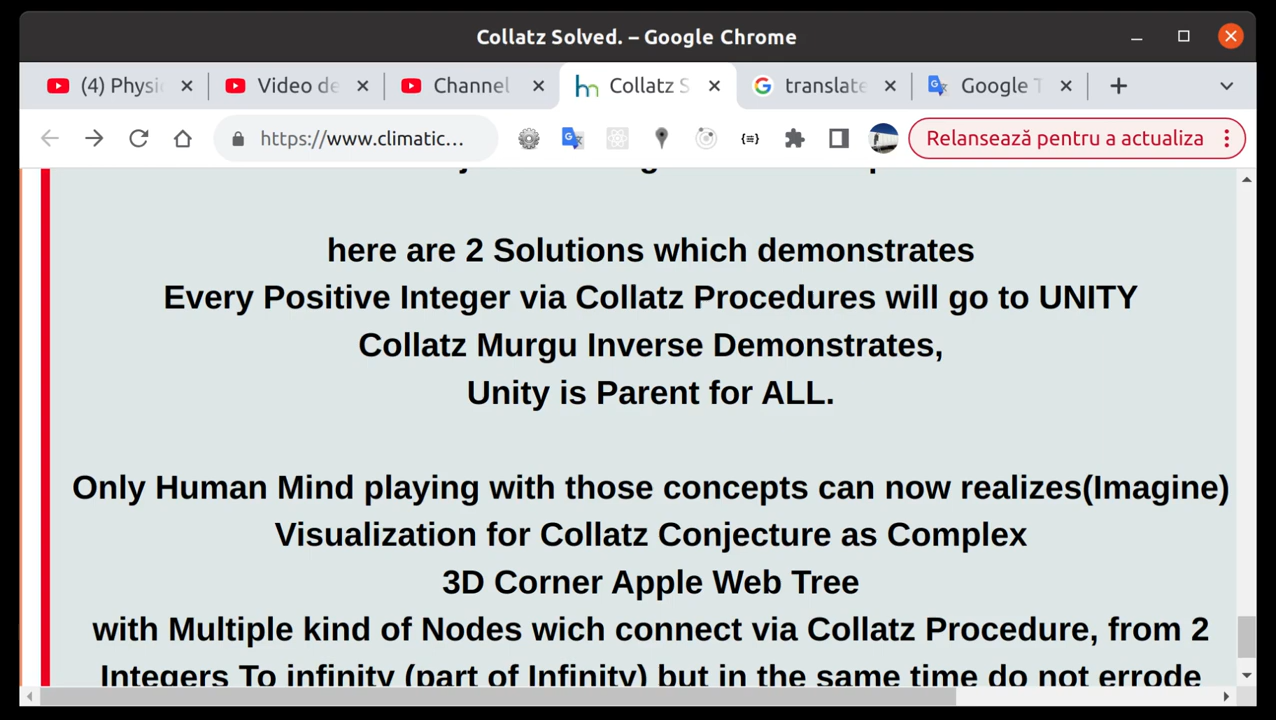 Collatz Solved. – Google Chrome
(4) Physi
Video de
Channel
Collatz S
translate
Google T
https://www.climatic...
Relansează pentru a actualiza
here are 2 Solutions which demonstrates
Every Positive Integer via Collatz Procedures will go to UNITY
Collatz Murgu Inverse Demonstrates,
Unity is Parent for ALL.
Only Human Mind playing with those concepts can now realizes(Imagine)
Visualization for Collatz Conjecture as Complex
3D Corner Apple Web Tree
with Multiple kind of Nodes wich connect via Collatz Procedure, from 2
Integers To infinity (part of Infinity) but in the same time do not errode